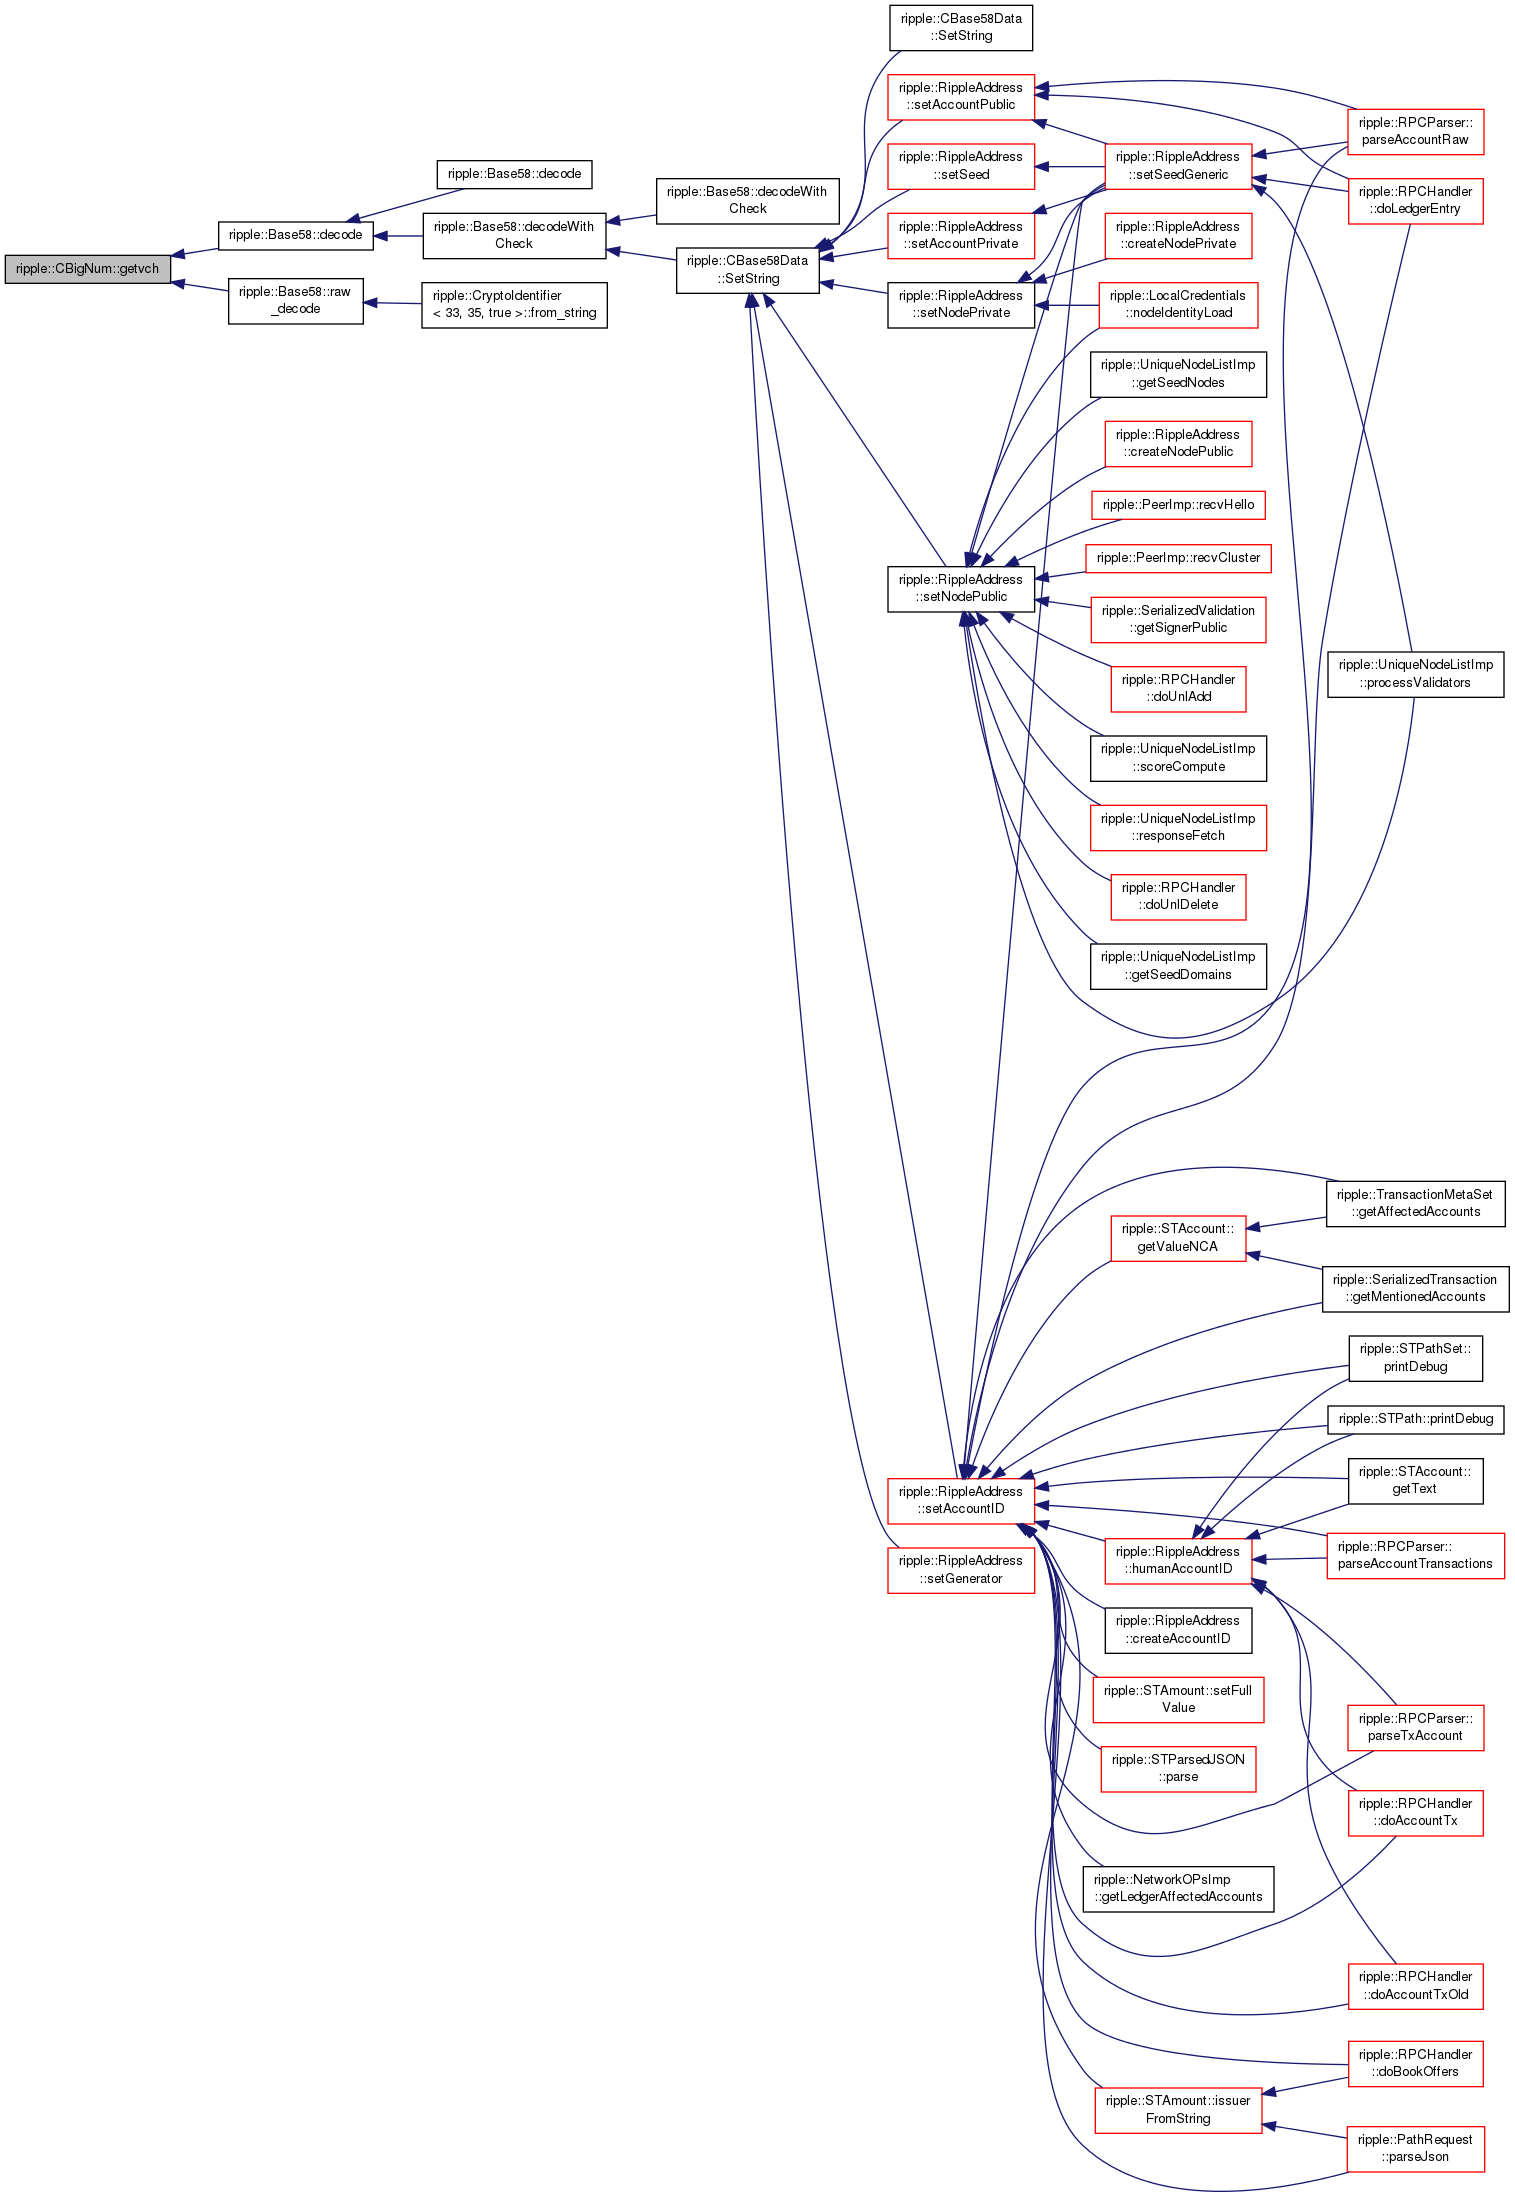 ripple::CBigNum::getvch
ripple::Base58::decode
ripple::Base58::raw
_decode
ripple::Base58::decode
ripple::Base58::decodeWith
Check
ripple::CryptoIdentifier
< 33, 35, true >::from_string
ripple::Base58::decodeWith
Check
ripple::CBase58Data
::SetString
ripple::CBase58Data
::SetString
ripple::RippleAddress
::setAccountPublic
ripple::RippleAddress
::setSeed
ripple::RippleAddress
::setAccountPrivate
ripple::RippleAddress
::setNodePrivate
ripple::RippleAddress
::setNodePublic
ripple::RippleAddress
::setAccountID
ripple::RippleAddress
::setGenerator
ripple::RippleAddress
::setSeedGeneric
ripple::RippleAddress
::createNodePrivate
ripple::LocalCredentials
::nodeIdentityLoad
ripple::UniqueNodeListImp
::getSeedNodes
ripple::RippleAddress
::createNodePublic
ripple::PeerImp::recvHello
ripple::PeerImp::recvCluster
ripple::SerializedValidation
::getSignerPublic
ripple::RPCHandler
::doUnlAdd
ripple::UniqueNodeListImp
::scoreCompute
ripple::UniqueNodeListImp
::responseFetch
ripple::RPCHandler
::doUnlDelete
ripple::UniqueNodeListImp
::getSeedDomains
ripple::STAccount::
getValueNCA
ripple::RippleAddress
::humanAccountID
ripple::RippleAddress
::createAccountID
ripple::STAmount::setFull
Value
ripple::STParsedJSON
::parse
ripple::NetworkOPsImp
::getLedgerAffectedAccounts
ripple::STAmount::issuer
FromString
ripple::RPCParser::
parseAccountRaw
ripple::RPCHandler
::doLedgerEntry
ripple::UniqueNodeListImp
::processValidators
ripple::TransactionMetaSet
::getAffectedAccounts
ripple::SerializedTransaction
::getMentionedAccounts
ripple::STPathSet::
printDebug
ripple::STPath::printDebug
ripple::STAccount::
getText
ripple::RPCParser::
parseAccountTransactions
ripple::RPCParser::
parseTxAccount
ripple::RPCHandler
::doAccountTx
ripple::RPCHandler
::doAccountTxOld
ripple::RPCHandler
::doBookOffers
ripple::PathRequest
::parseJson